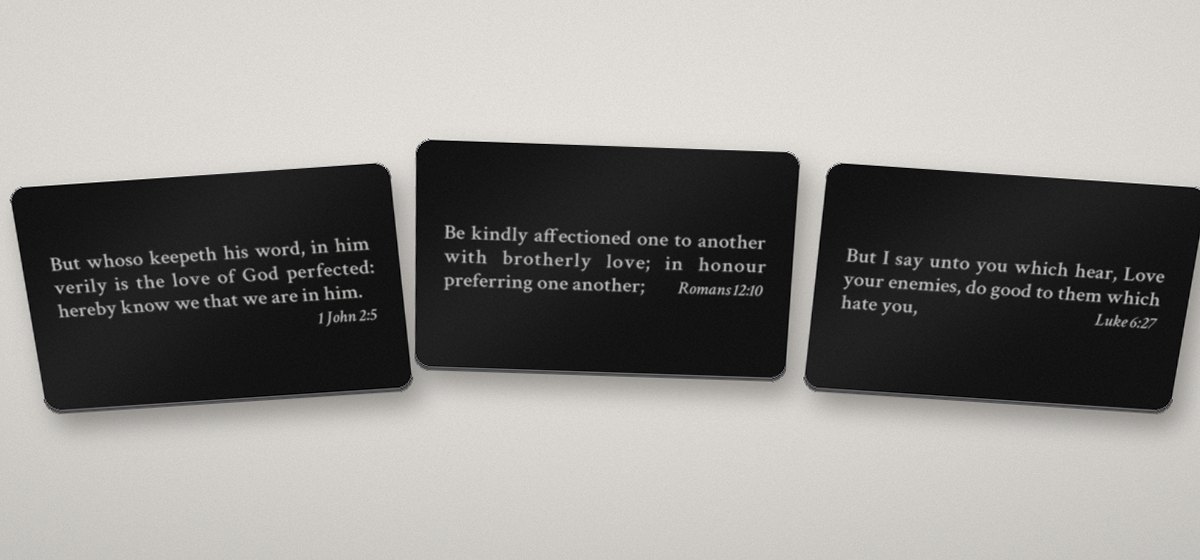 But whoso keepeth his word, in him
verily is the love of God perfected:
hereby know we that we are in him.
1 John 2:5
Be kindly affectioned one to another
with brotherly love; in honour
preferring one another;
Romans 12:10
But I say unto you which hear, Love
your enemies, do good to them which
hate you,
Luke 6:27